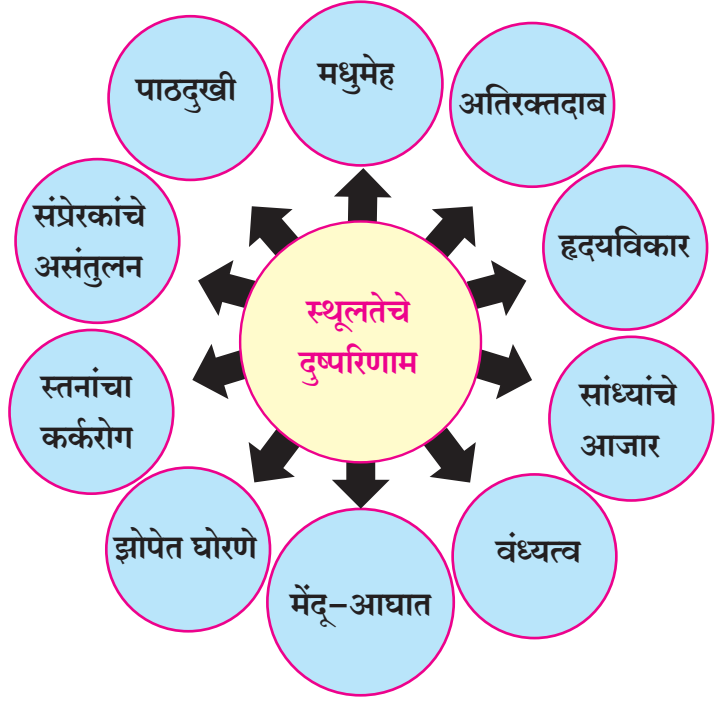 स्थूलतेचे
दुष्परिणाम
मधुमेह
अतिरक्तदाब
हृदयविकार
सांध्यांचे
आजार
वंध्यत्व
मेंदू–आघात
झोपेत घोरणे
स्तनांचा
कर्करोग
संप्रेरकांचे
असंतुलन
पाठदुखी